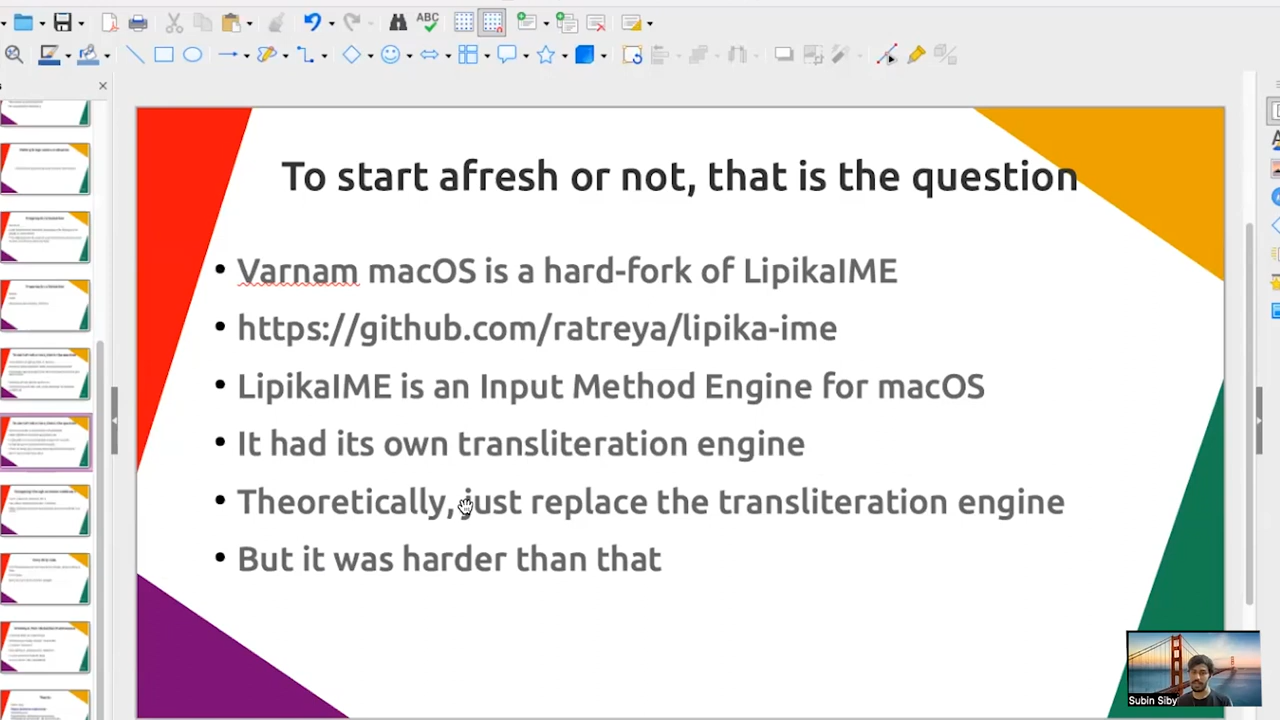 ABC
To start afresh or not, that is the question
Varnam macOS is a hard-fork of LipikaIME
https://github.com/ratreya/lipika-ime
LipikaIME is an Input Method Engine for macOS
It had its own transliteration engine
Theoretically, just replace the transliteration engine
But it was harder than that
Subin Siby